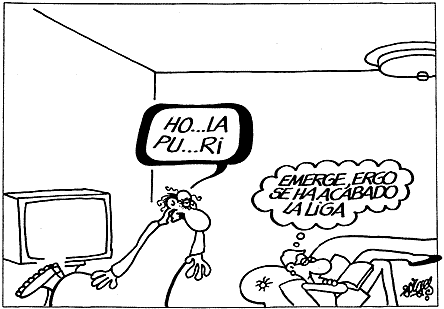 HO...LA
PU...Ri
EMERGE, ERGO
SE HA ACABADO
LA LiGA